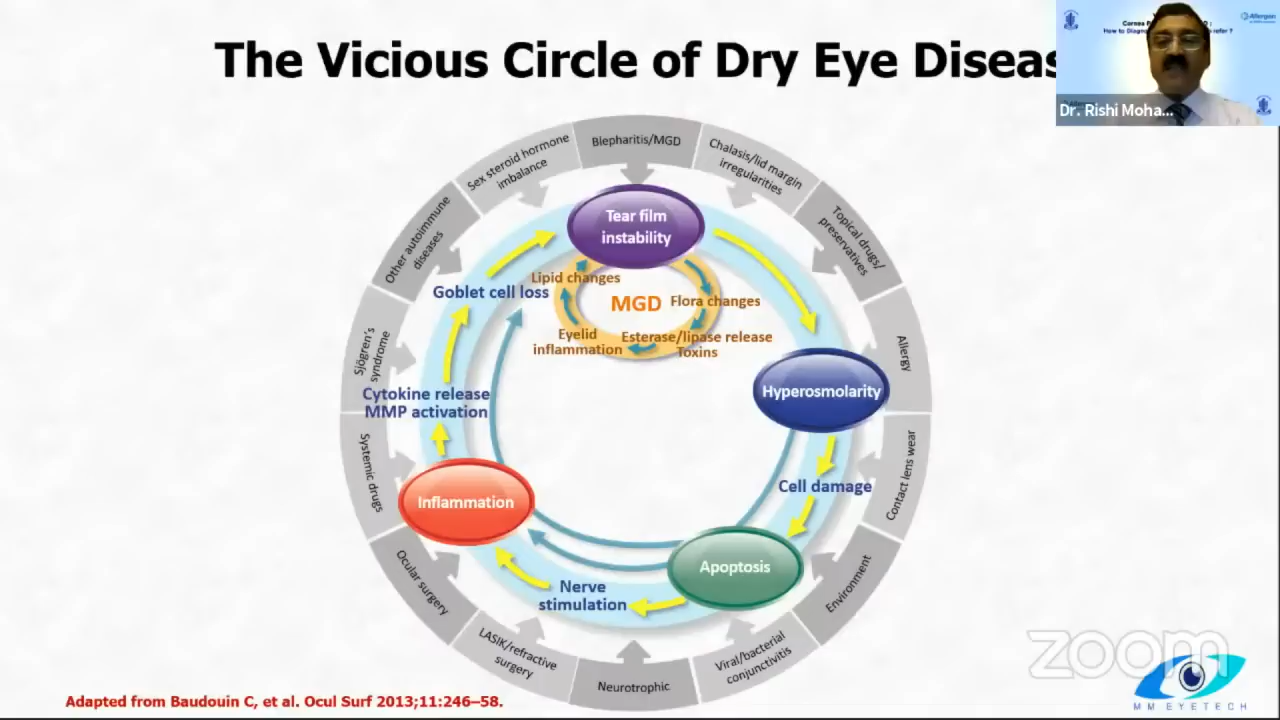 The Vicious Circle of Dry Eye Diseas
Allergan
Dr. Rishi Moha...
Blepharitis/MGD
Chalasis/lid margin
irregularities
Topical drugs/
preservatives
Allergy
Contact lens wear
Environment
Viral/bacterial
conjunctivitis
Neurotrophic
LASIK/refractive
surgery
Ocular surgery
Systemic drugs
Sjögren's
syndrome
Other autoimmune
diseases
Sex steroid hormone
imbalance
Tear film
instability
Lipid changes
MGD
Flora changes
Esterase/lipase release
Toxins
Eyelid
inflammation
Goblet cell loss
Hyperosmolarity
Cytokine release
MMP activation
Cell damage
Inflammation
Apoptosis
Nerve
stimulation
zoom
MM EYETECH
Adapted from Baudouin C, et al. Ocul Surf 2013;11:246–58.